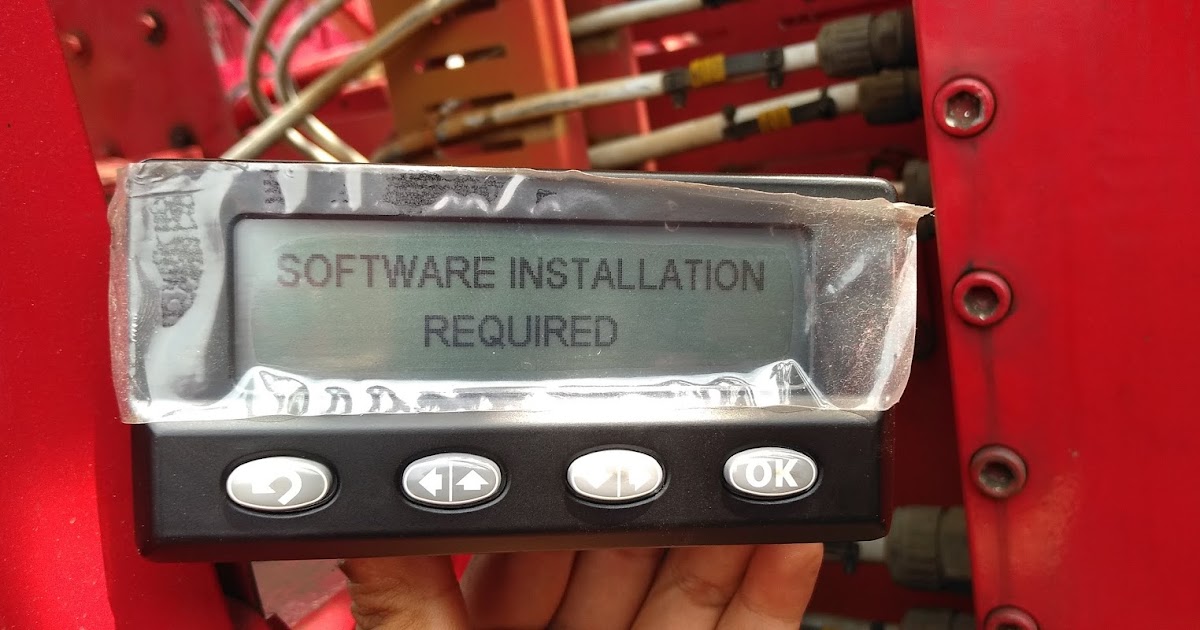 SOFTWARE INSTALLATION
REQUIRED
OK